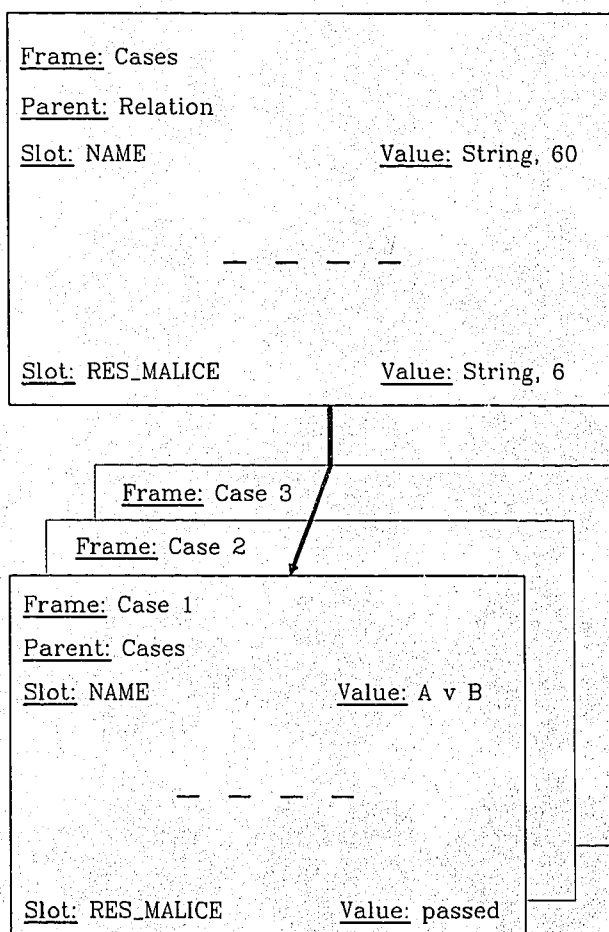 Frame: Cases
Parent: Relation
Slot: NAME Value: String, 60
— — — —
Slot: RES_MALICE Value: String, 6
Frame: Case 3
Frame: Case 2
Frame: Case 1
Parent: Cases
Slot: NAME Value: A v B
— — — —
Slot: RES_MALICE Value: passed